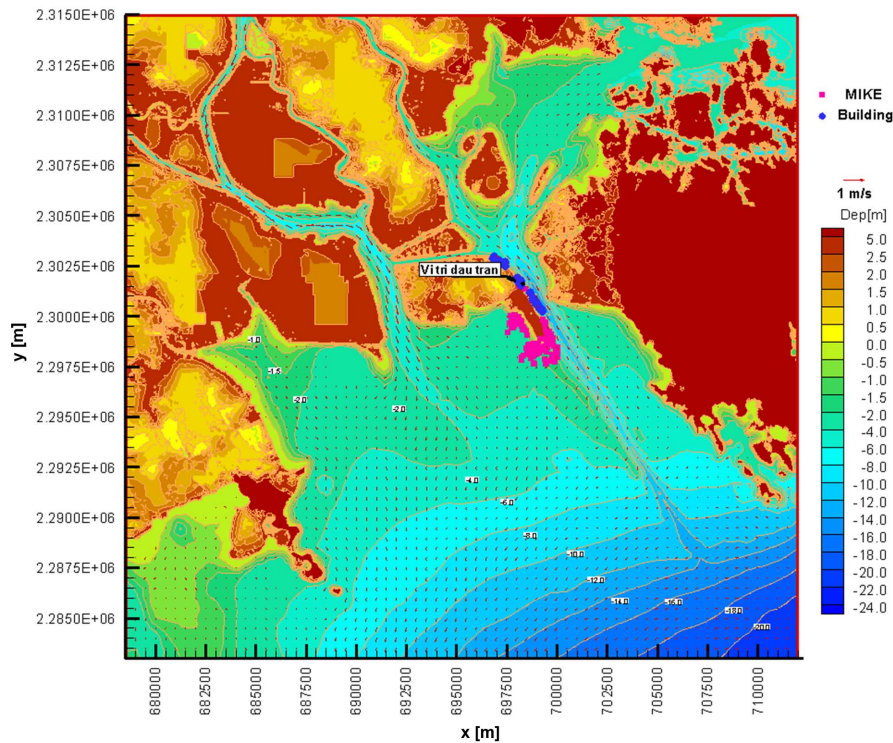 2.3150E+06
2.3125E+06
2.3100E+06
2.3075E+06
2.3050E+06
2.3025E+06
2.3000E+06
2.2975E+06
2.2950E+06
2.2925E+06
2.2900E+06
2.2875E+06
2.2850E+06
y [m]
Vi tri dau tran
-1.0
-1.5
-2.0
-2.0
-4.0
-6.0
-8.0
-10.0
-12.0
-14.0
-16.0
-18.0
-20.0
680000
682500
685000
687500
690000
692500
695000
697500
700000
702500
705000
707500
710000
x [m]
MIKE
Building
1 m/s
Dep[m]
5.0
2.5
2.0
1.5
1.0
0.5
0.0
-0.5
-1.0
-1.5
-2.0
-4.0
-6.0
-8.0
-10.0
-12.0
-14.0
-16.0
-18.0
-20.0
-22.0
-24.0